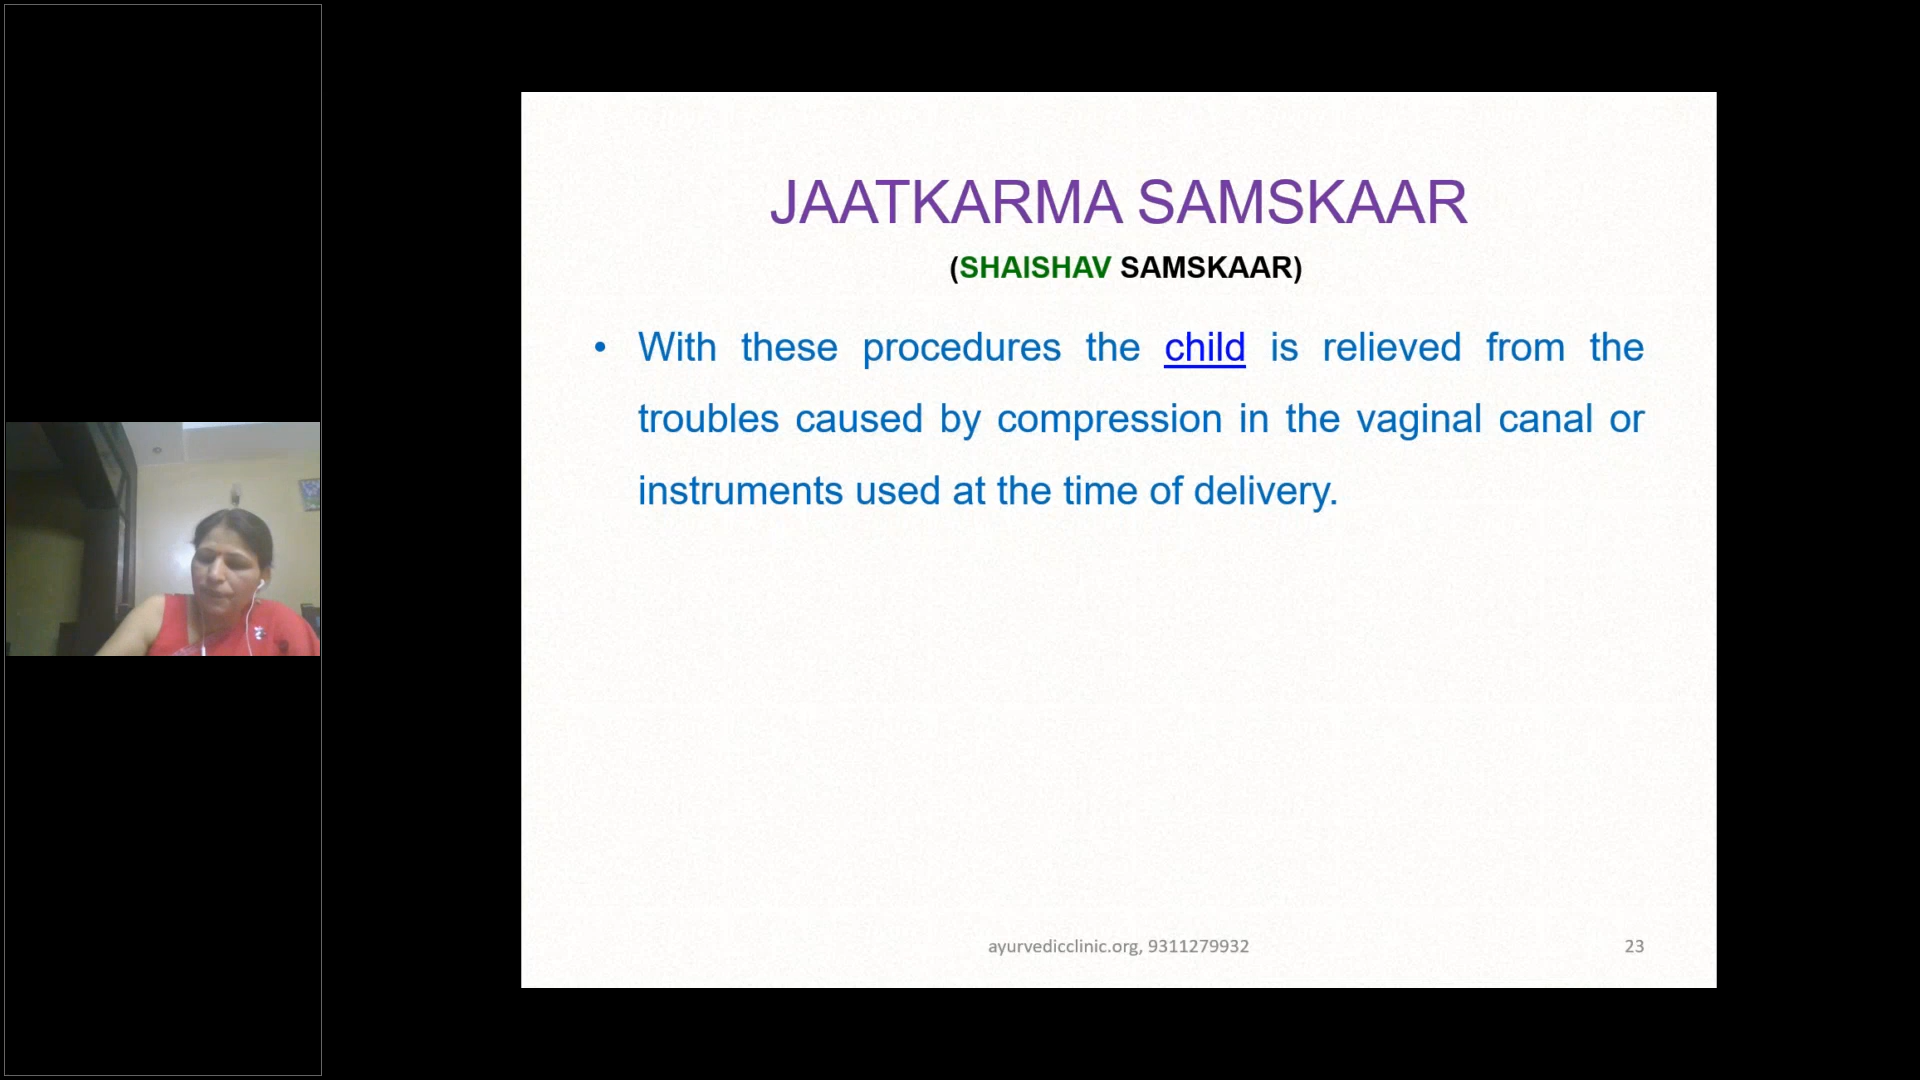 JAATKARMA SAMSKAAR
(SHAISHAV SAMSKAAR)
• With these procedures the child is relieved from the
troubles caused by compression in the vaginal canal or
instruments used at the time of delivery.
ayurvedicclinic.org, 9311279932
23